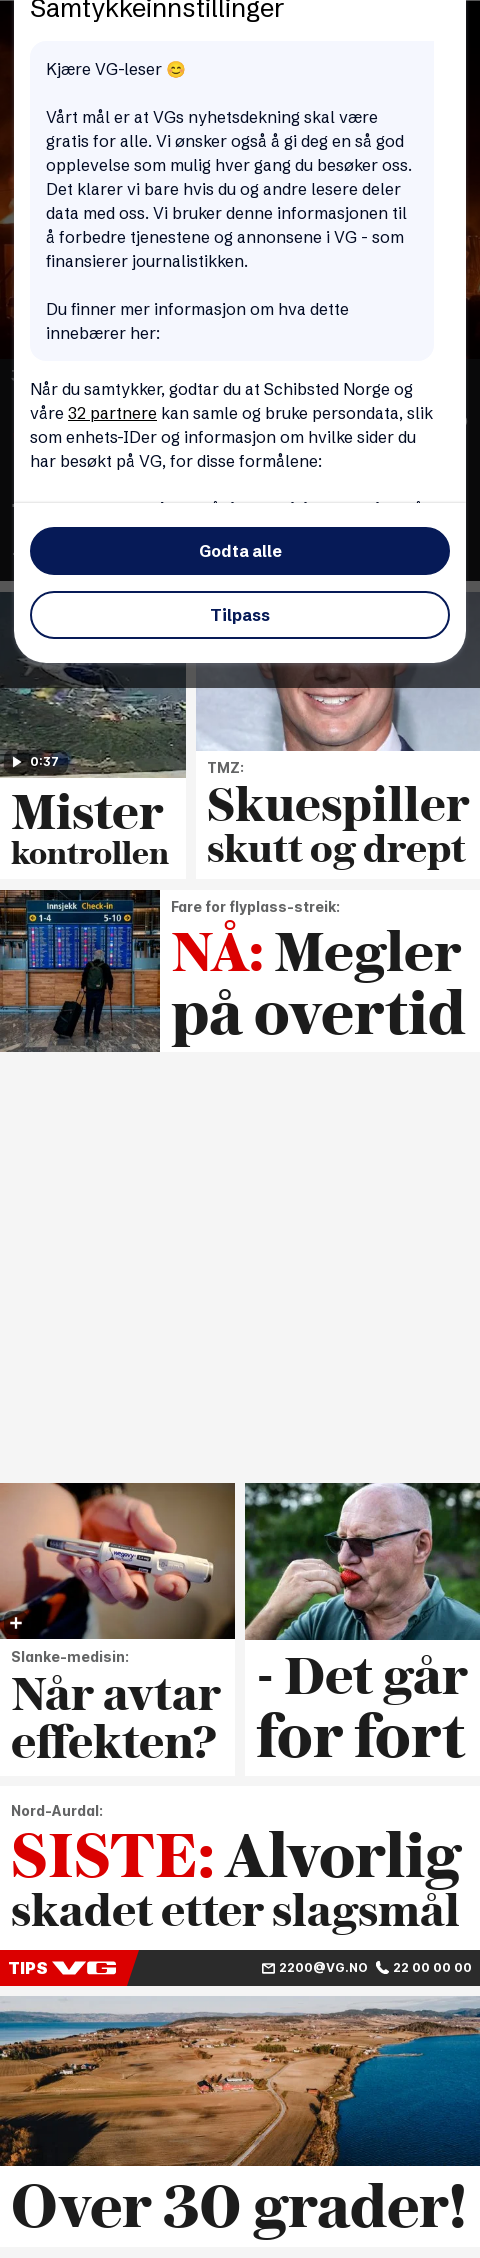 Samtykkeinnstillinger
Kjære VG-leser 😊
Vårt mål er at VGs nyhetsdekning skal være
gratis for alle. Vi ønsker også å gi deg en så god
opplevelse som mulig hver gang du besøker oss.
Det klarer vi bare hvis du og andre lesere deler
data med oss. Vi bruker denne informasjonen til
å forbedre tjenestene og annonsene i VG - som
finansierer journalistikken.
Du finner mer informasjon om hva dette
innebærer her:
Når du samtykker, godtar du at Schibsted Norge og
våre 32 partnere kan samle og bruke persondata, slik
som enhets-IDer og informasjon om hvilke sider du
har besøkt på VG, for disse formålene:
Godta alle
Tilpass
0:37
Mister
kontrollen
TMZ:
Skuespiller
skutt og drept
Innsjekk Check-in
1-4 5-10
Fare for flyplass-streik:
NÅ: Megler
på overtid
wegovy
Slanke-medisin:
Når avtar
effekten?
- Det går
for fort
Nord-Aurdal:
SISTE: Alvorlig
skadet etter slagsmål
TIPS VG
2200@VG.NO 22 00 00 00
Over 30 grader!